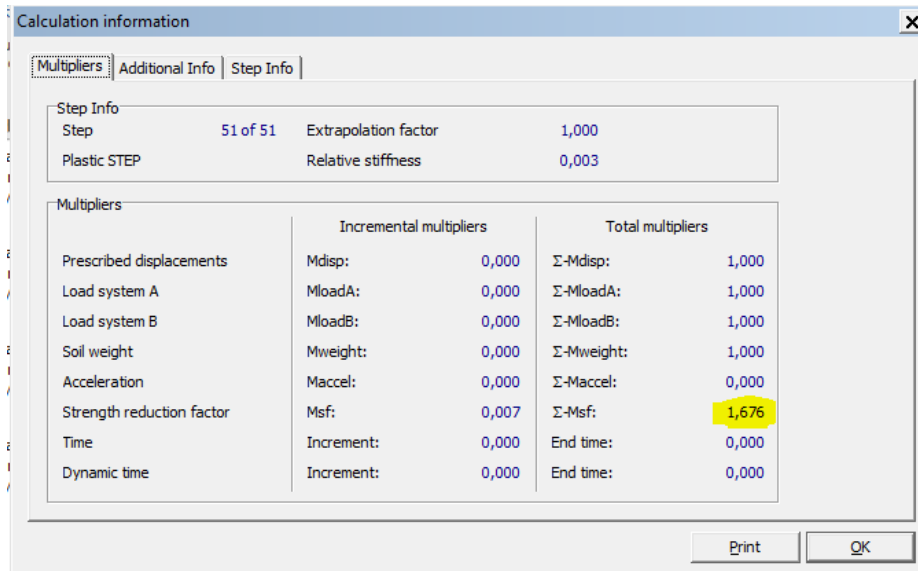 Calculation information
Multipliers Additional Info Step Info
Step Info
Step 51 of 51 Extrapolation factor 1,000
Plastic STEP Relative stiffness 0,003
Multipliers
Incremental multipliers Total multipliers
Prescribed displacements Mdisp: 0,000 Σ-Mdisp: 1,000
Load system A MloadA: 0,000 Σ-MloadA: 1,000
Load system B MloadB: 0,000 Σ-MloadB: 1,000
Soil weight Mweight: 0,000 Σ-Mweight: 1,000
Acceleration Maccel: 0,000 Σ-Maccel: 0,000
Strength reduction factor Msf: 0,007 Σ-Msf: 1,676
Time Increment: 0,000 End time: 0,000
Dynamic time Increment: 0,000 End time: 0,000
Print OK